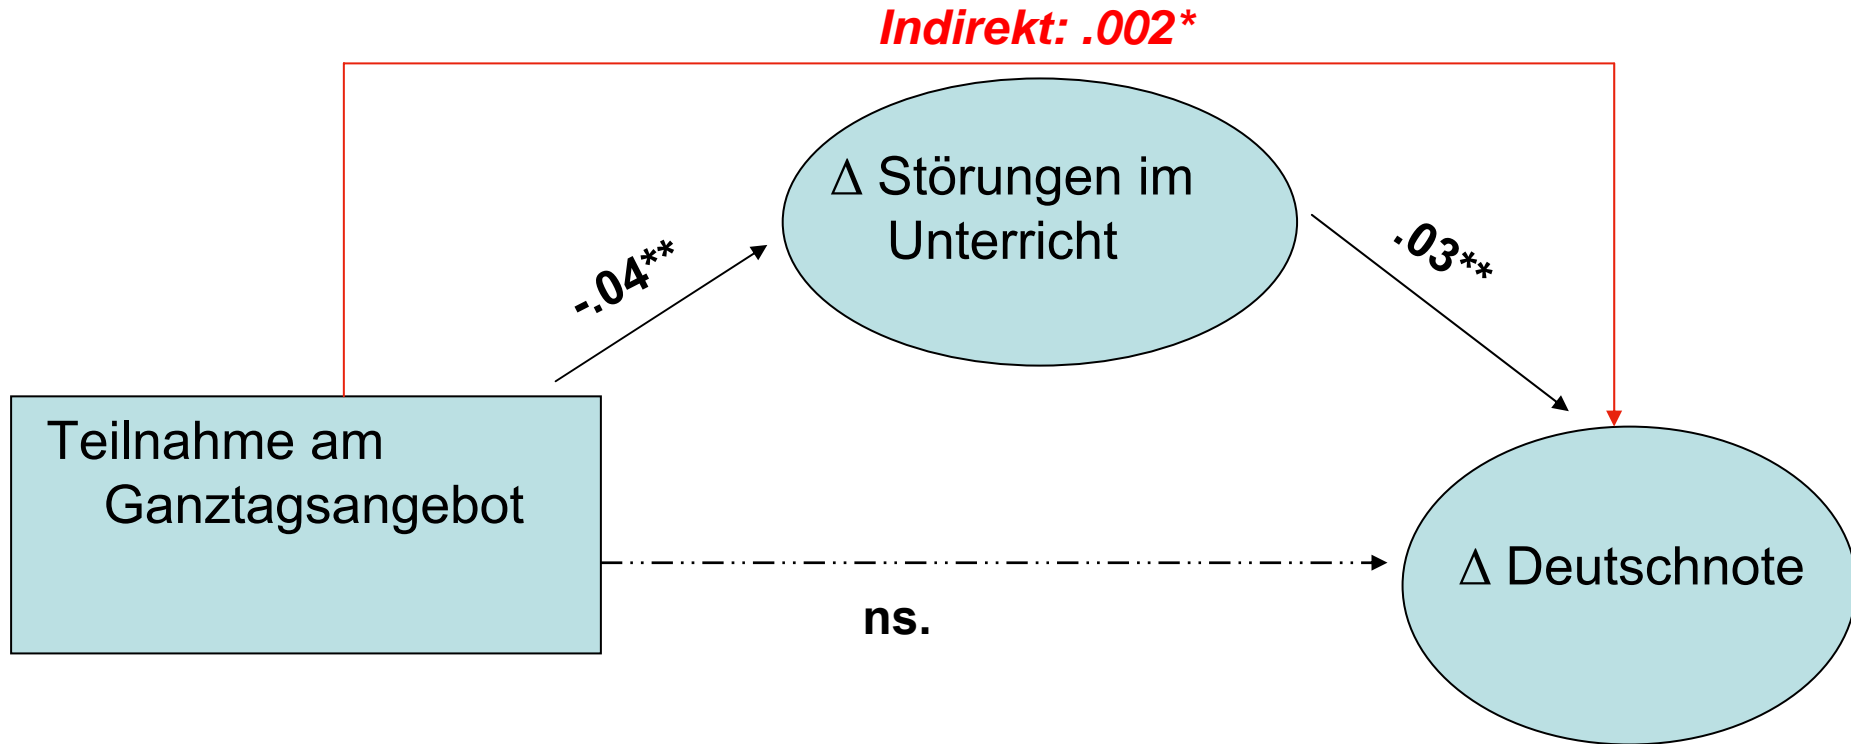 Indirekt: .002*
Δ Störungen im
Unterricht
-.04**
.03**
Teilnahme am
Ganztagsangebot
Δ Deutschnote
ns.